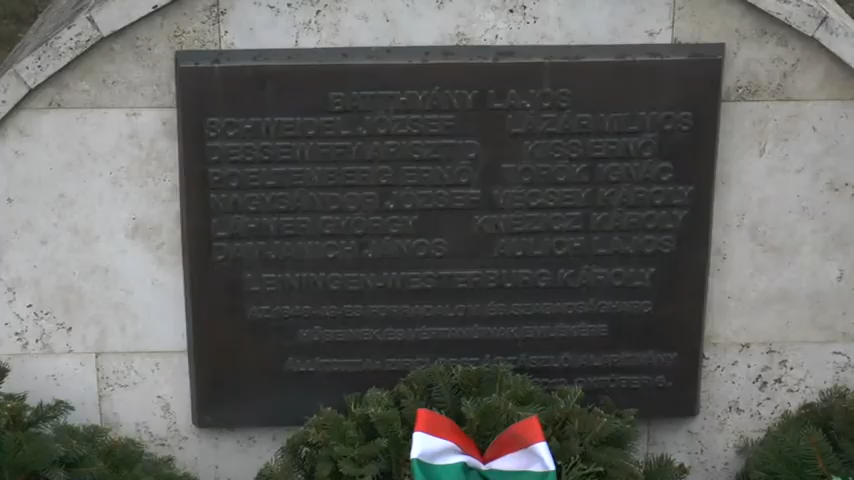 BATTHYÁNY LAJOS
SCHWEIDEL JÓZSEF LÁZÁR VILMOS
DESSEWFFY ARISZTID KISS ERNŐ
POELTENBERG ERNŐ TÖRÖK IGNÁC
NAGYSÁNDOR JÓZSEF VÉCSEY KÁROLY
LAHNER GYÖRGY KNÉZICZ KÁROLY
DAMJANICH JÁNOS AULICH LAJOS
LEININGEN-WESTERBURG KÁROLY
AZ 1848-49-ES FORRADALOM ÉS SZABADSÁGHARC
HŐSEINEK ÉS VÉRTANÚINAK EMLÉKÉRE
ÁLLÍTOTTA
OKTÓBER 6.